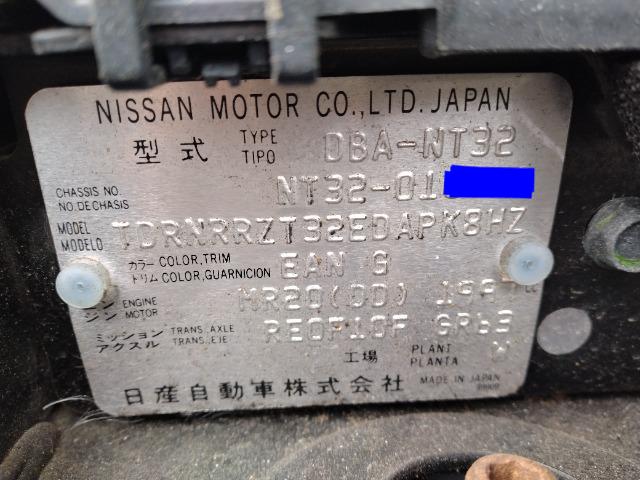 NISSAN MOTOR CO., LTD. JAPAN
型式 TYPE TIPO DBA-NT32
CHASSIS NO. NO. DE CHASIS NT32-01
MODEL MODELO TDRNRRZT32EDAPK8HZ
カラー COLOR, TRIM
トリム COLOR, GUARNICION EAN G
ENGINE
ジン MOTOR MR20(DD)
ミッション TRANS. AXLE
アクスル TRANS. EJE RE0F10F GR63
工場 PLANT PLANTA
日産自動車株式会社 MADE IN JAPAN